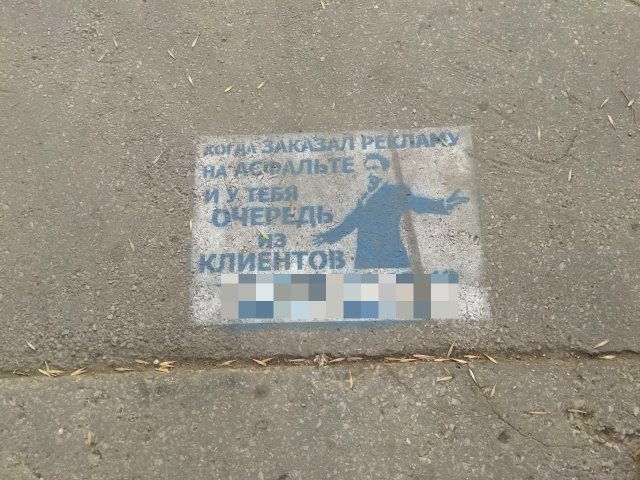 КОГДА ЗАКАЗАЛ РЕКЛАМУ
НА АСФАЛЬТЕ
И У ТЕБЯ
ОЧЕРЕДЬ
ИЗ
КЛИЕНТОВ